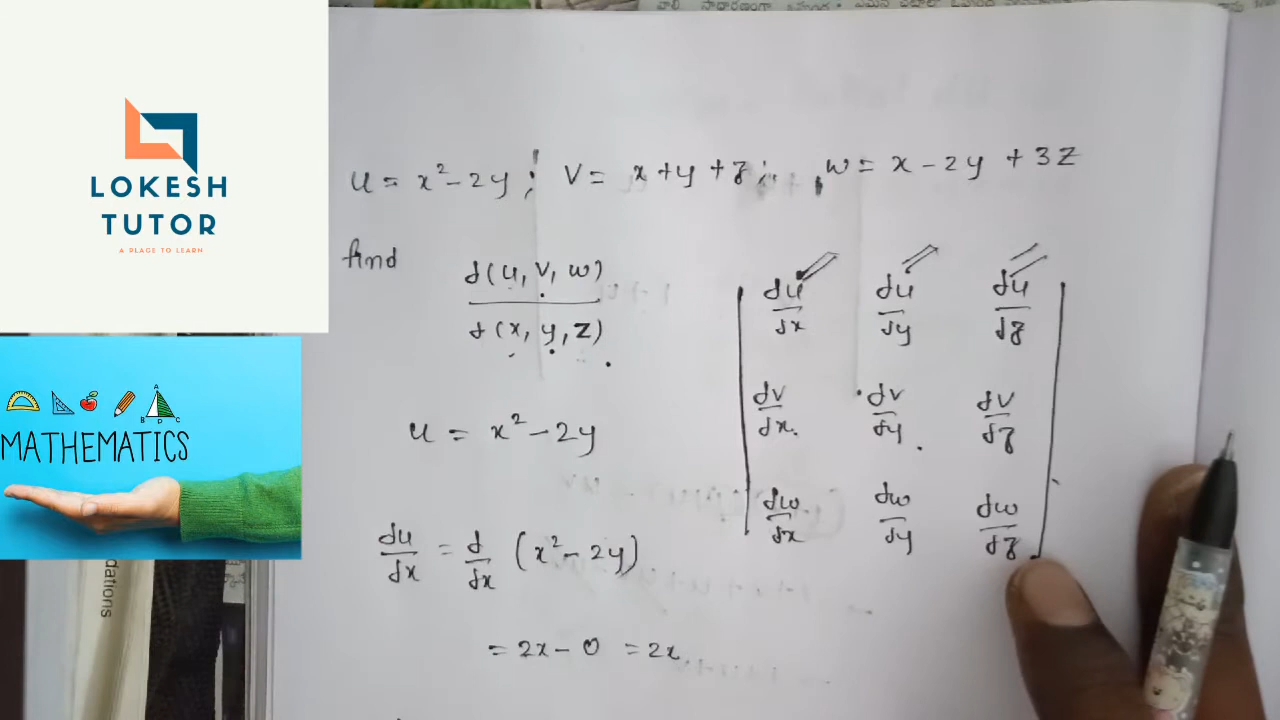 LOKESH
TUTOR
A PLACE TO LEARN
MATHEMATICS
A
B D C
dations
u = x² - 2y ; V = x + y + z ; w = x - 2y + 3z
find
∂(u, v, w)
∂(x, y, z)
∂u/∂x ∂u/∂y ∂u/∂z
∂v/∂x ∂v/∂y ∂v/∂z
∂w/∂x ∂w/∂y ∂w/∂z
u = x² - 2y
∂u/∂x = ∂/∂x (x² - 2y)
= 2x - 0 = 2x